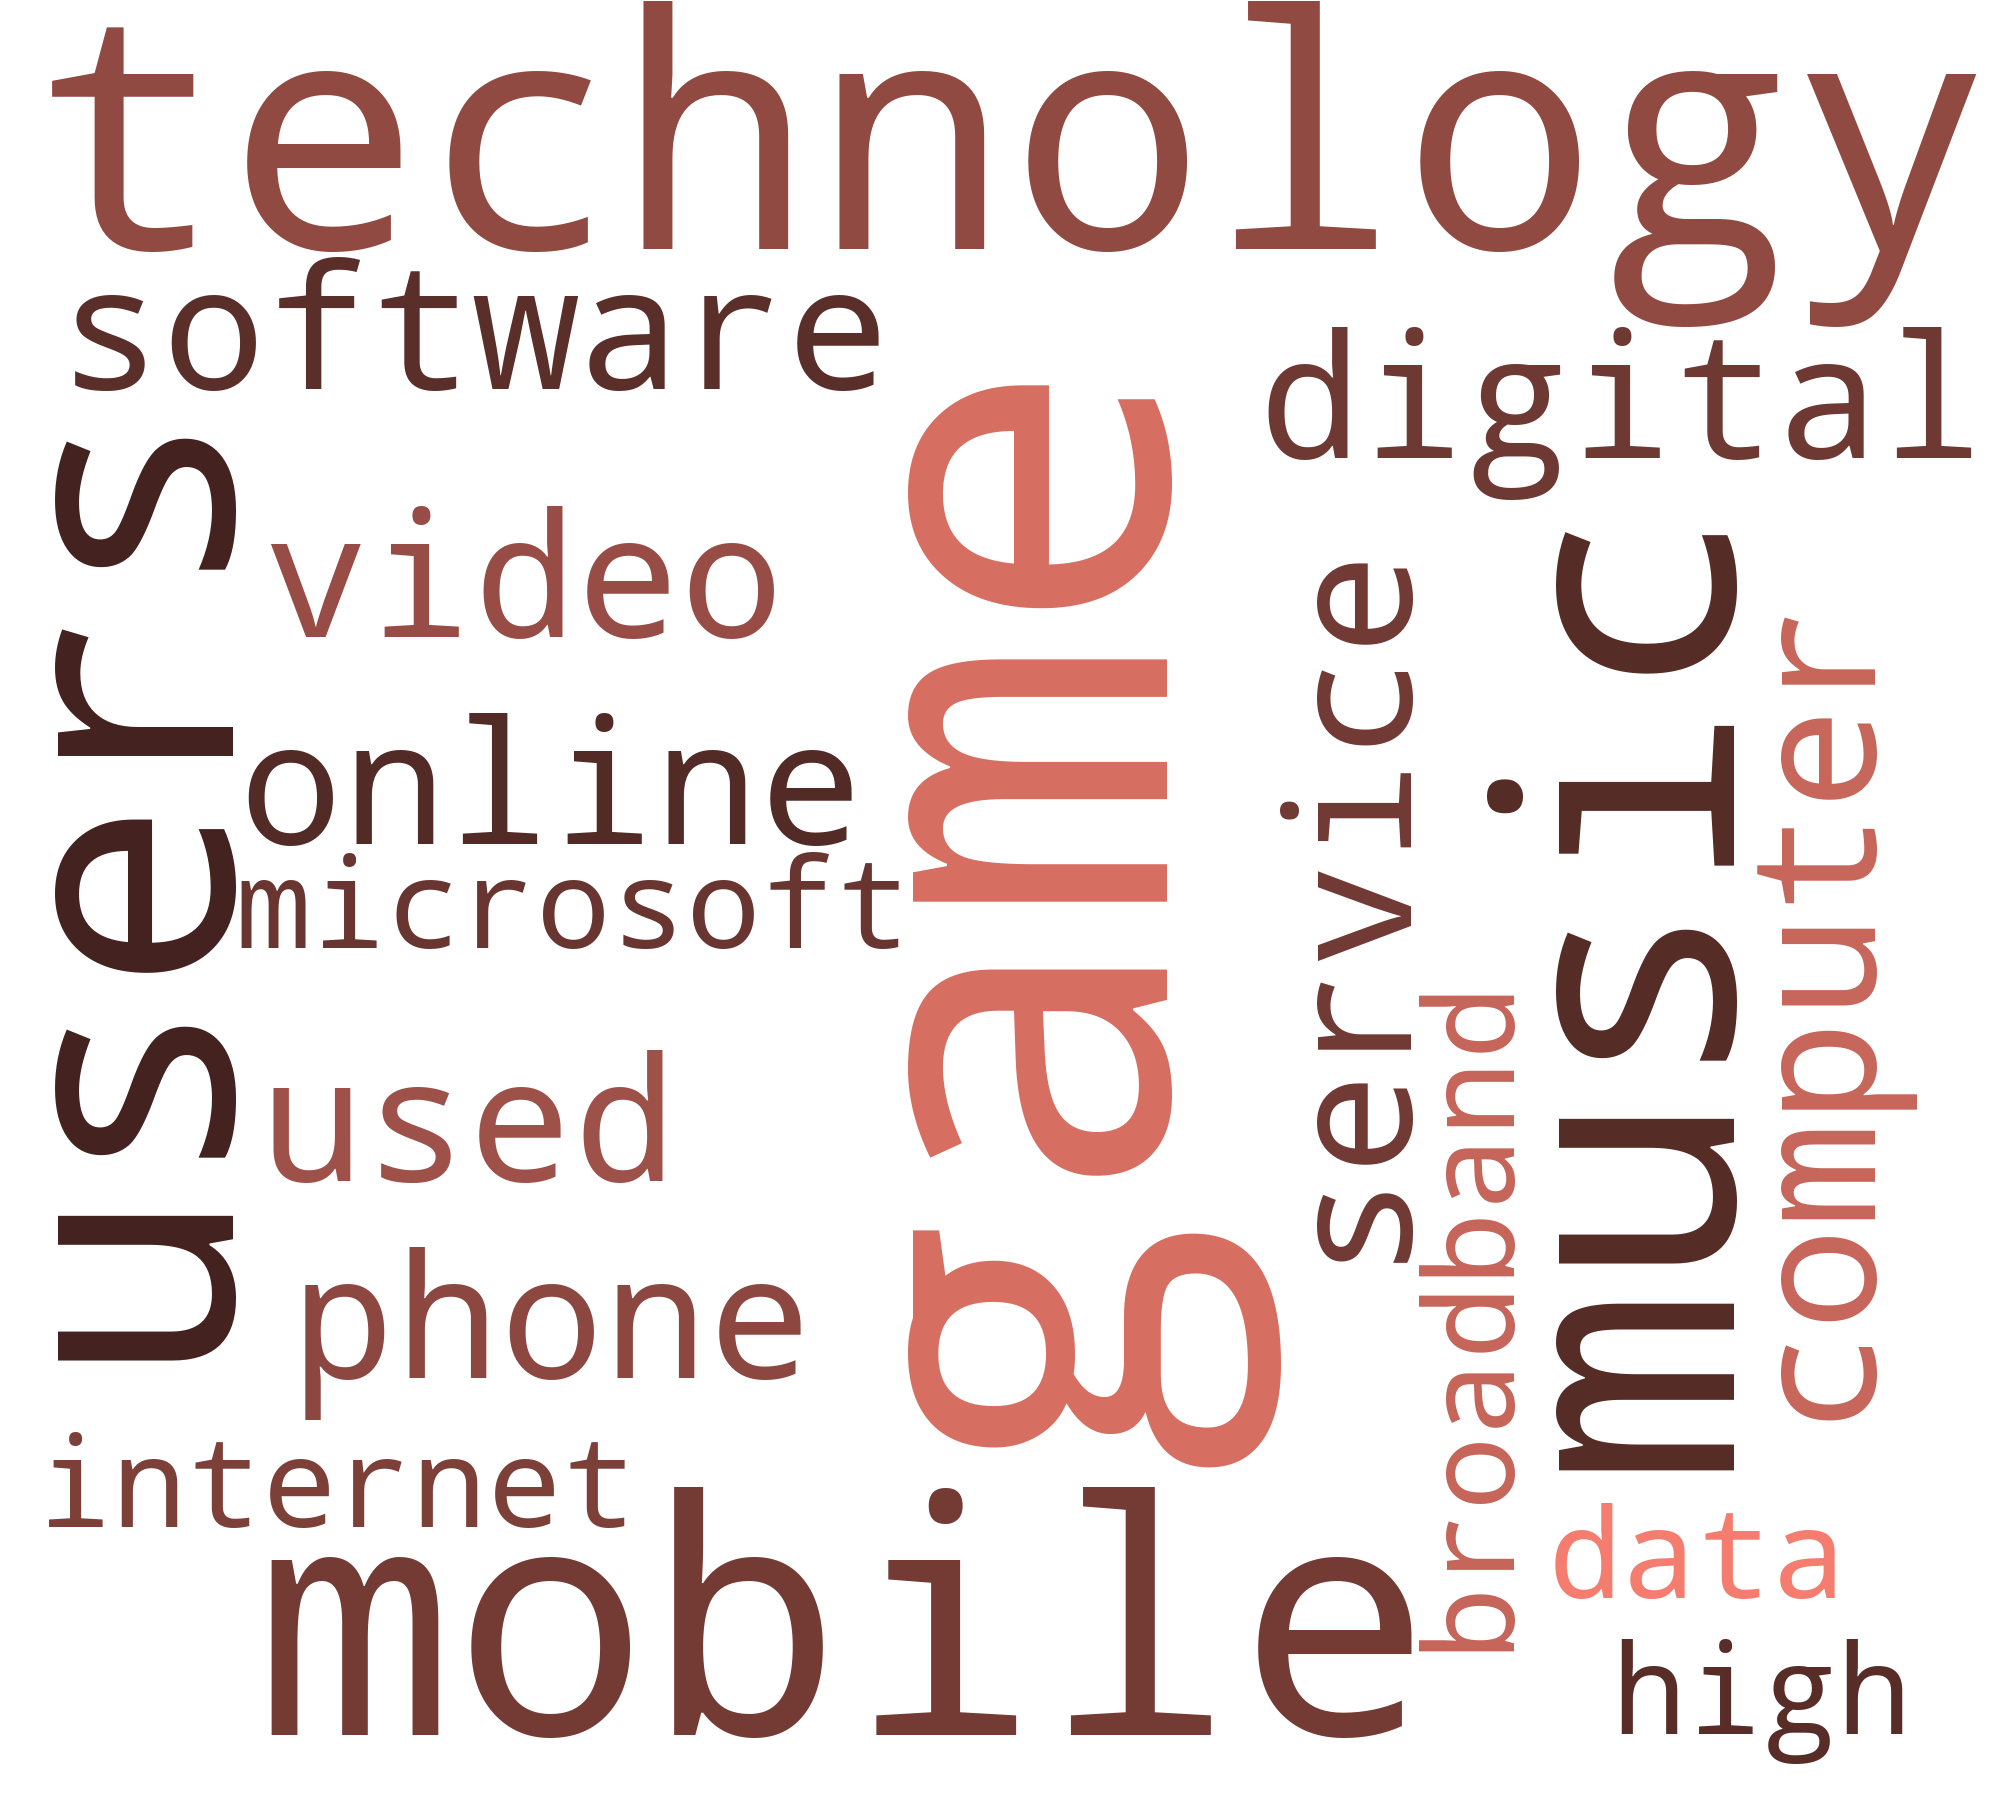 technology
software
digital
users
video
game
service
music
computer
online
microsoft
broadband
used
phone
internet
mobile
data
high